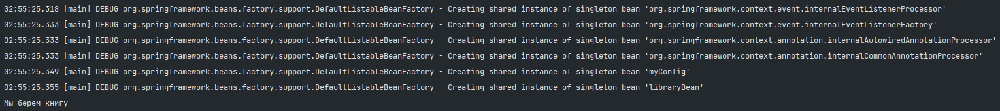 02:55:25.318 [main] DEBUG org.springframework.beans.factory.support.DefaultListableBeanFactory - Creating shared instance of singleton bean 'org.springframework.context.event.internalEventListenerProcessor'
02:55:25.333 [main] DEBUG org.springframework.beans.factory.support.DefaultListableBeanFactory - Creating shared instance of singleton bean 'org.springframework.context.event.internalEventListenerFactory'
02:55:25.333 [main] DEBUG org.springframework.beans.factory.support.DefaultListableBeanFactory - Creating shared instance of singleton bean 'org.springframework.context.annotation.internalAutowiredAnnotationProcessor'
02:55:25.333 [main] DEBUG org.springframework.beans.factory.support.DefaultListableBeanFactory - Creating shared instance of singleton bean 'org.springframework.context.annotation.internalCommonAnnotationProcessor'
02:55:25.349 [main] DEBUG org.springframework.beans.factory.support.DefaultListableBeanFactory - Creating shared instance of singleton bean 'myConfig'
02:55:25.355 [main] DEBUG org.springframework.beans.factory.support.DefaultListableBeanFactory - Creating shared instance of singleton bean 'libraryBean'
Мы берем книгу